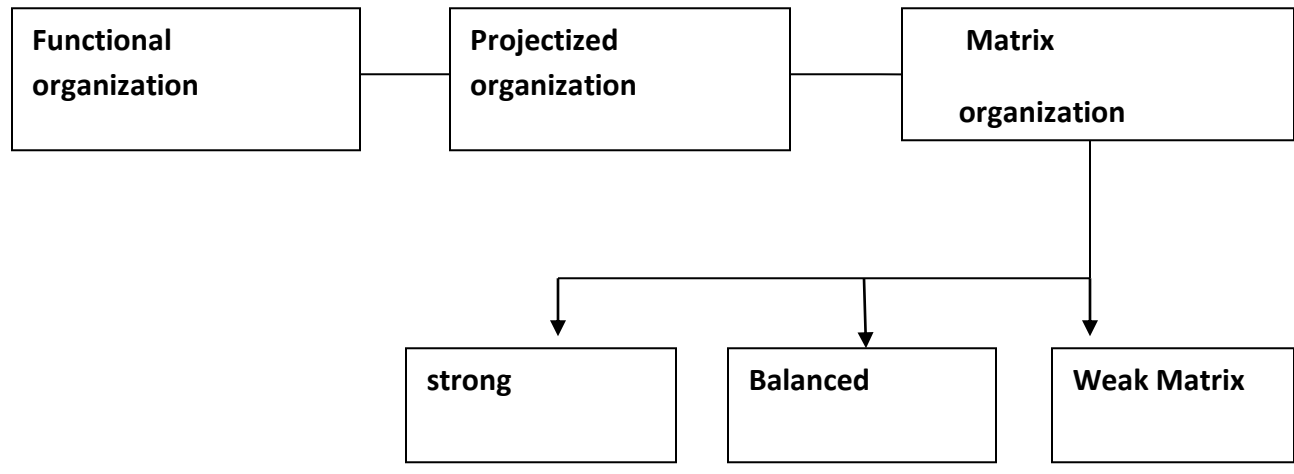 Functional
organization
Projectized
organization
Matrix
organization
strong
Balanced
Weak Matrix